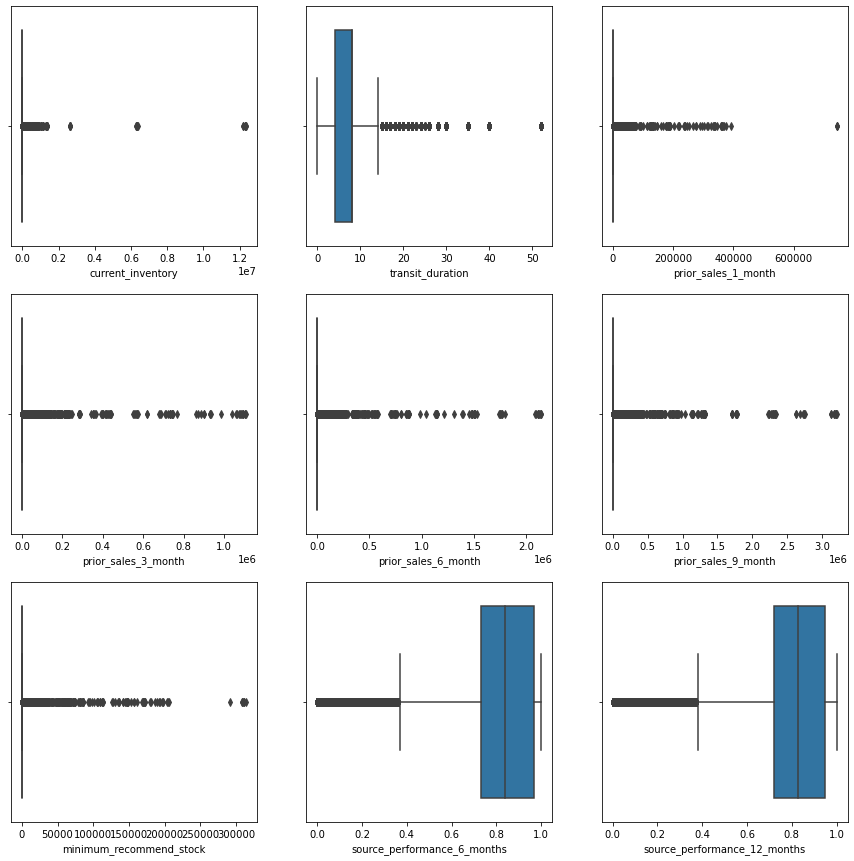 0.0 0.2 0.4 0.6 0.8 1.0 1.2
1e7
current_inventory
0 10 20 30 40 50
transit_duration
0 200000 400000 600000
prior_sales_1_month
0.0 0.2 0.4 0.6 0.8 1.0
1e6
prior_sales_3_month
0.0 0.5 1.0 1.5 2.0
1e6
prior_sales_6_month
0.0 0.5 1.0 1.5 2.0 2.5 3.0
1e6
prior_sales_9_month
0 50000 100000 150000 200000 250000 300000
minimum_recommend_stock
0.0 0.2 0.4 0.6 0.8 1.0
source_performance_6_months
0.0 0.2 0.4 0.6 0.8 1.0
source_performance_12_months